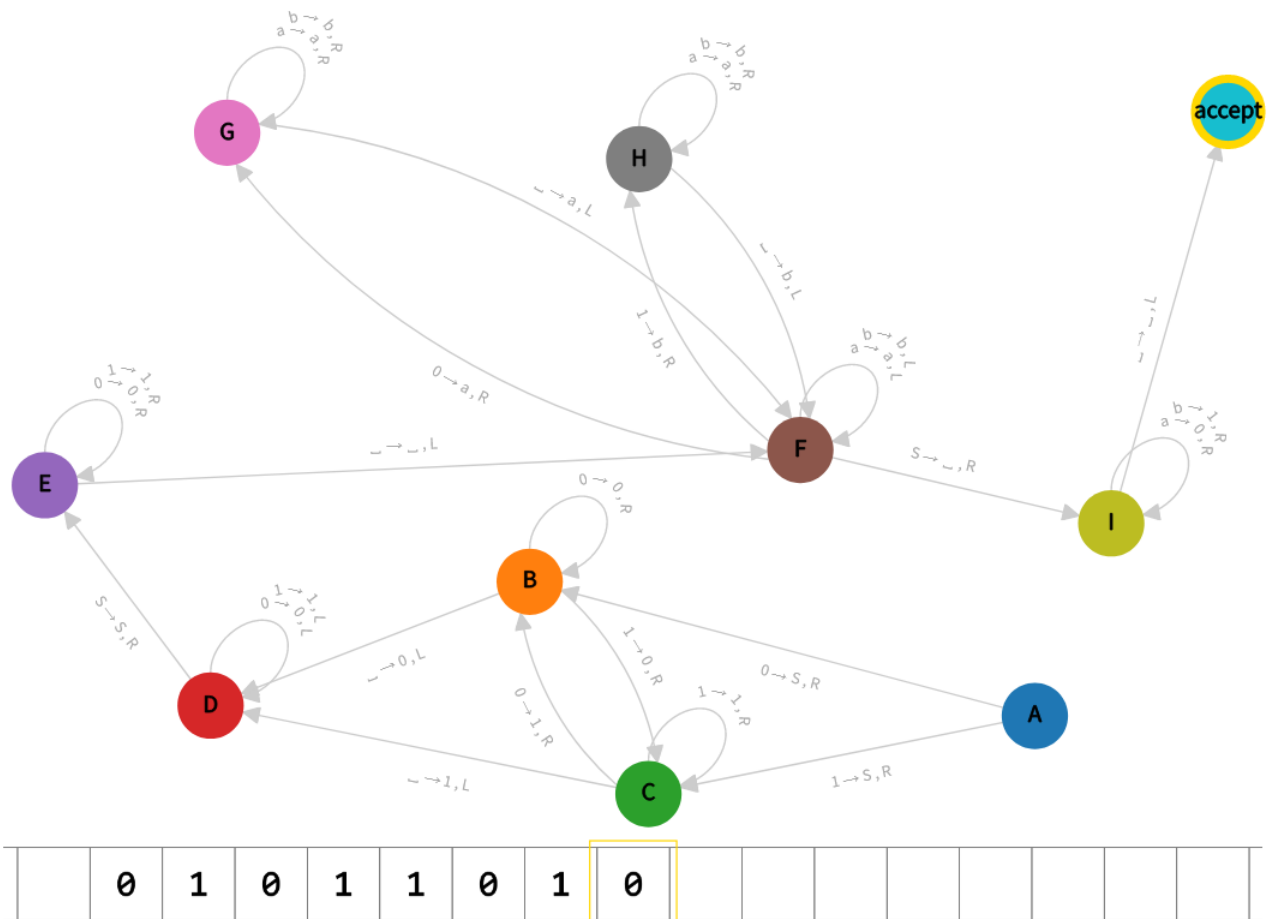 b→b,R
a→a,R
G
b→b,R
a→a,R
H
accept
␣→a,L
␣→b,L
1→b,R
0→a,R
b→b,L
a→a,L
1→1,R
0→0,R
␣→␣,L
F
S→␣,R
b→1,R
a→0,R
␣→␣,L
E
I
0→0,R
B
S→S,R
1→1,L
0→0,L
␣→0,L
1→0,R
0→S,R
D
0→1,R
1→1,R
A
␣→1,L
C
1→S,R
0 1 0 1 1 0 1 0